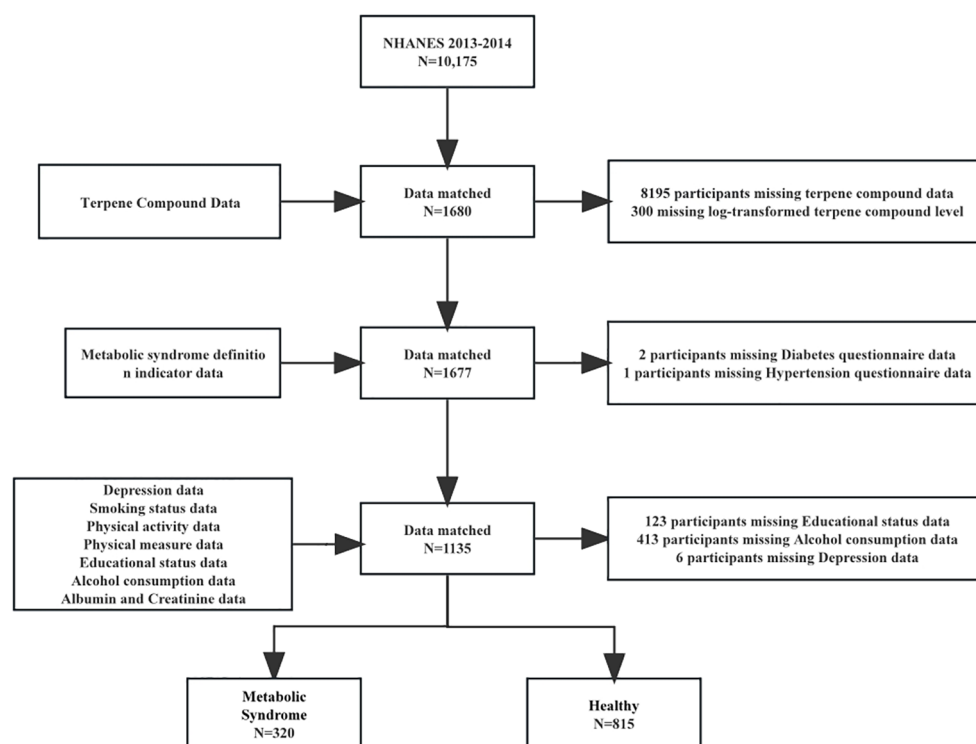 NHANES 2013-2014
N=10,175
Terpene Compound Data
Data matched
N=1680
8195 participants missing terpene compound data
300 missing log-transformed terpene compound level
Metabolic syndrome definitio
n indicator data
Data matched
N=1677
2 participants missing Diabetes questionnaire data
1 participants missing Hypertension questionnaire data
Depression data
Smoking status data
Physical activity data
Physical measure data
Educational status data
Alcohol consumption data
Albumin and Creatinine data
Data matched
N=1135
123 participants missing Educational status data
413 participants missing Alcohol consumption data
6 participants missing Depression data
Metabolic
Syndrome
N=320
Healthy
N=815